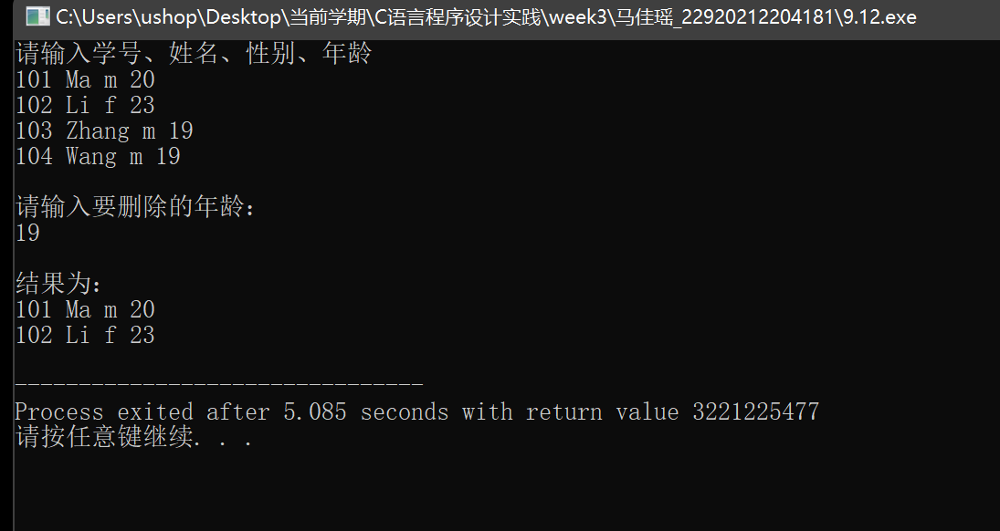 C:\Users\ushop\Desktop\当前学期\C语言程序设计实践\week3\马佳瑶_22920212204181\9.12.exe
请输入学号、姓名、性别、年龄
101 Ma m 20
102 Li f 23
103 Zhang m 19
104 Wang m 19
请输入要删除的年龄：
19
结果为：
101 Ma m 20
102 Li f 23
--------------------------------
Process exited after 5.085 seconds with return value 3221225477
请按任意键继续. . .